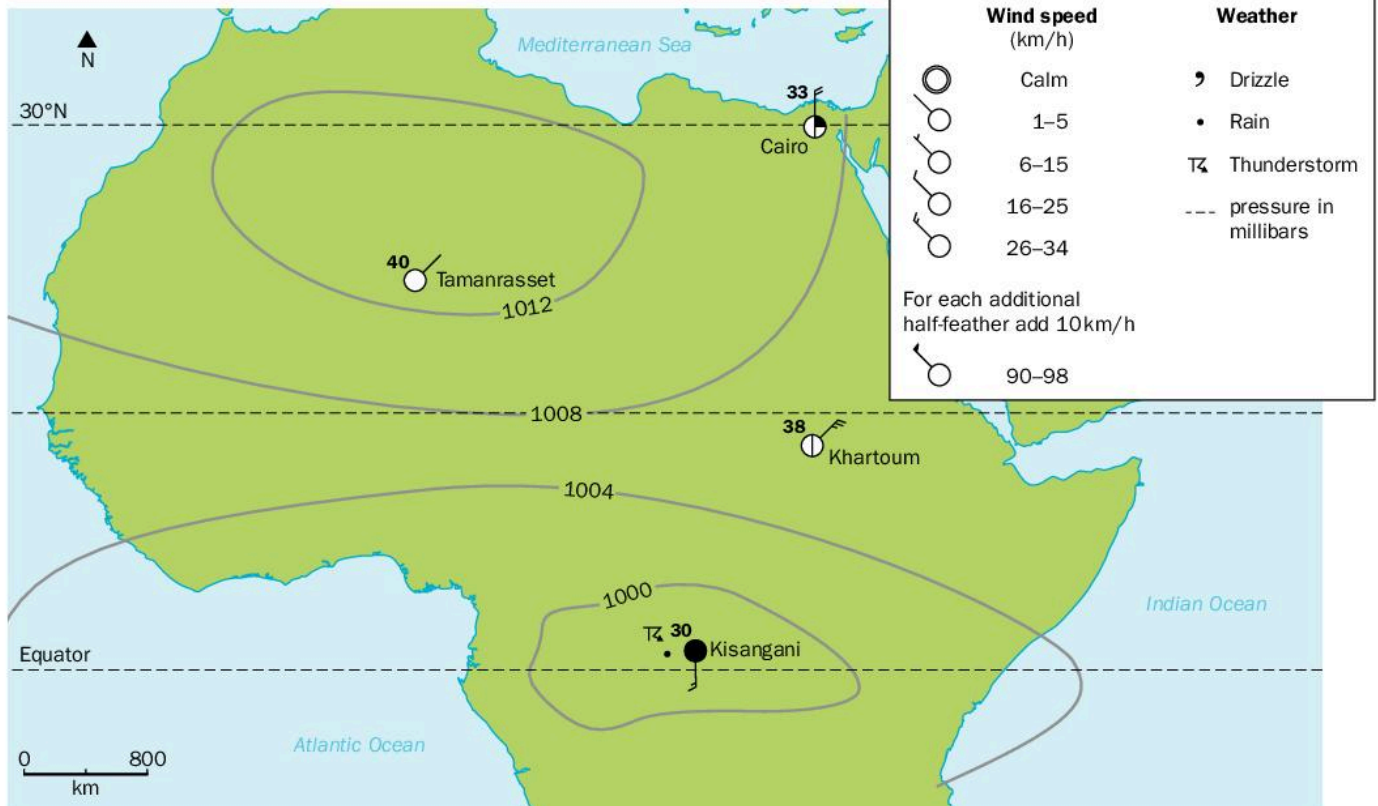 Wind speed
(km/h)
Weather
Calm
Drizzle
1–5
Rain
6–15
Thunderstorm
16–25
pressure in
millibars
26–34
For each additional
half-feather add 10 km/h
90–98
N
Mediterranean Sea
30°N
33
Cairo
40
Tamanrasset
1012
1008
38
Khartoum
1004
1000
Indian Ocean
30
Kisangani
Equator
Atlantic Ocean
0 800
km